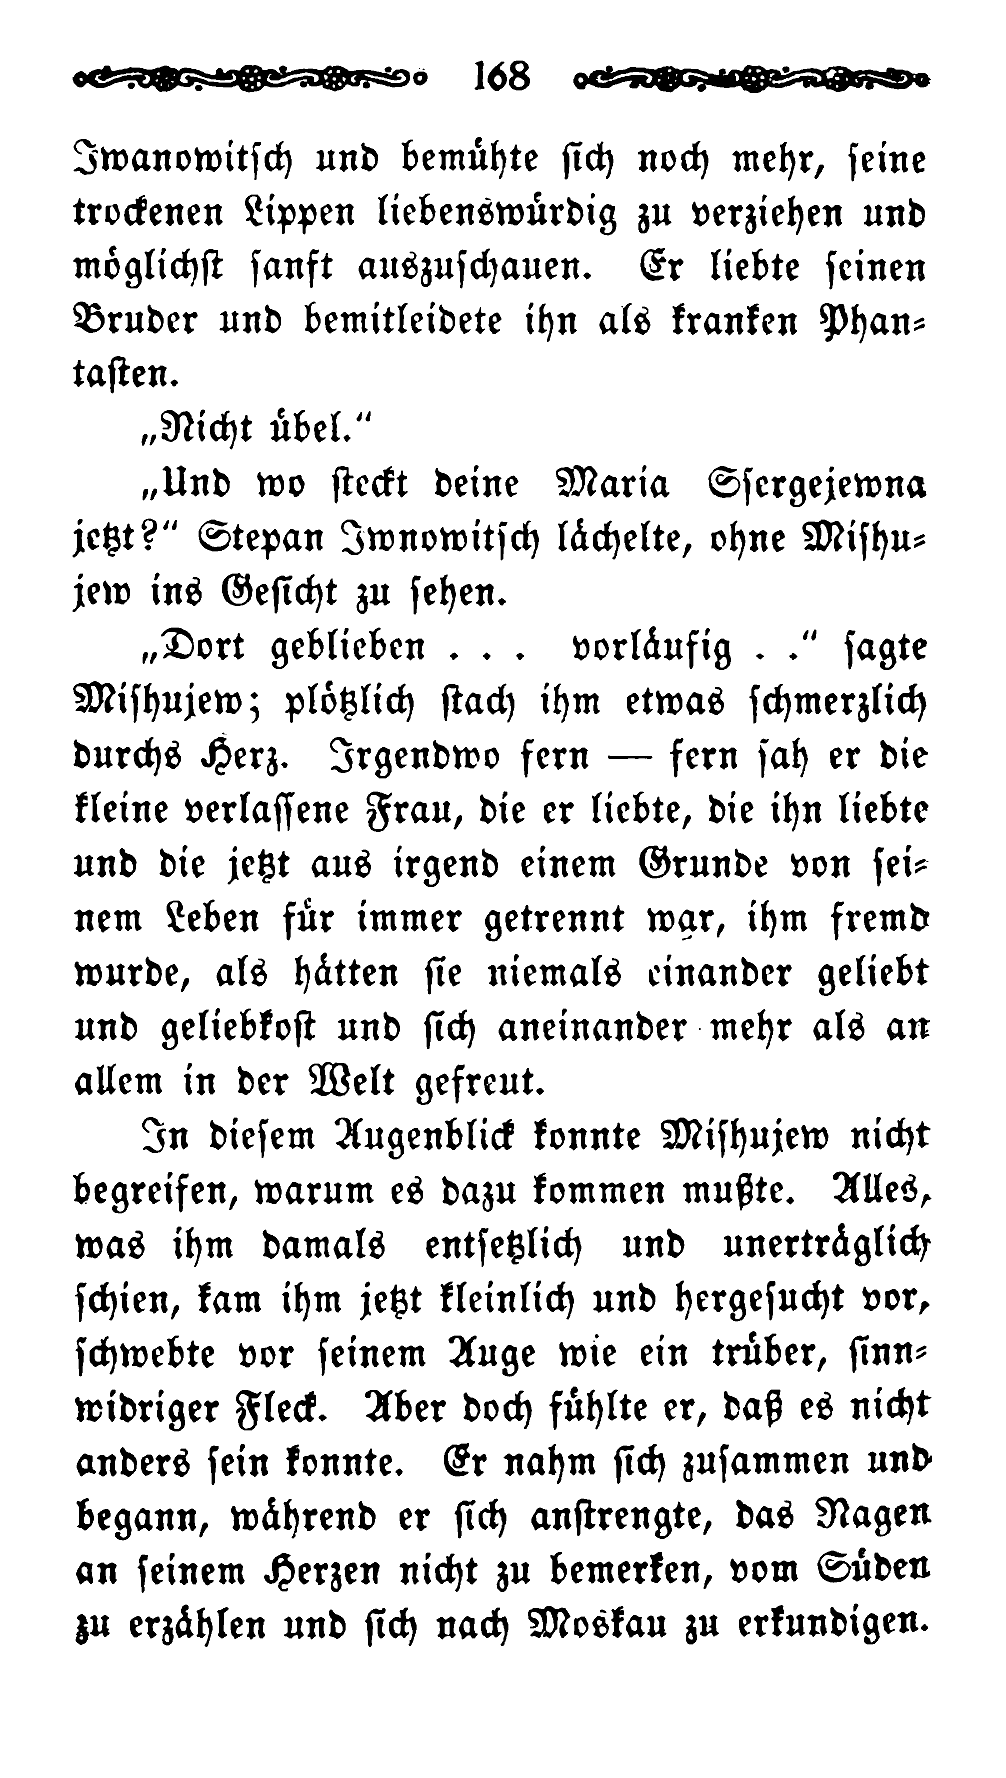 168
Iwanowitsch und bemühte sich noch mehr, seine
trockenen Lippen liebenswürdig zu verziehen und
möglichst sanft auszuschauen. Er liebte seinen
Bruder und bemitleidete ihn als kranken Phan-
tasten.
„Nicht übel.“
„Und wo steckt deine Maria Ssergejewna
jetzt?“ Stepan Iwnowitsch lächelte, ohne Mishu-
jew ins Gesicht zu sehen.
„Dort geblieben . . . vorläufig . .“ sagte
Mishujew; plötzlich stach ihm etwas schmerzlich
durchs Herz. Irgendwo fern — fern sah er die
kleine verlassene Frau, die er liebte, die ihn liebte
und die jetzt aus irgend einem Grunde von sei-
nem Leben für immer getrennt war, ihm fremd
wurde, als hätten sie niemals einander geliebt
und geliebkost und sich aneinander mehr als an
allem in der Welt gefreut.
In diesem Augenblick konnte Mishujew nicht
begreifen, warum es dazu kommen mußte. Alles,
was ihm damals entsetzlich und unerträglich
schien, kam ihm jetzt kleinlich und hergesucht vor,
schwebte vor seinem Auge wie ein trüber, sinn-
widriger Fleck. Aber doch fühlte er, daß es nicht
anders sein konnte. Er nahm sich zusammen und
begann, während er sich anstrengte, das Nagen
an seinem Herzen nicht zu bemerken, vom Süden
zu erzählen und sich nach Moskau zu erkundigen.